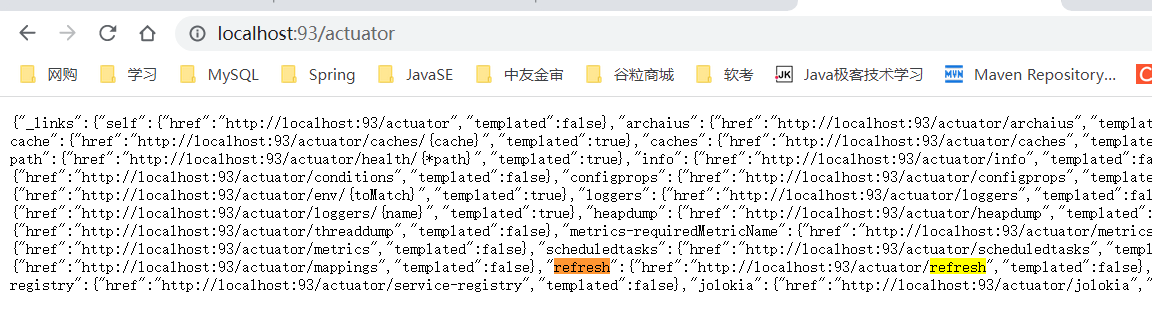 localhost:93/actuator
网购 学习 MySQL Spring JavaSE 中友金审 谷粒商城 软考 JK Java极客技术学习 MVN Maven Repository... C
{"_links":{"self":{"href":"http://localhost:93/actuator","templated":false},"archaius":{"href":"http://localhost:93/actuator/archaius","templat
cache":{"href":"http://localhost:93/actuator/caches/{cache}","templated":true},"caches":{"href":"http://localhost:93/actuator/caches","template
path":{"href":"http://localhost:93/actuator/health/{*path}","templated":true},"info":{"href":"http://localhost:93/actuator/info","templated":fa
{"href":"http://localhost:93/actuator/conditions","templated":false},"configprops":{"href":"http://localhost:93/actuator/configprops","template
{"href":"http://localhost:93/actuator/env/{toMatch}","templated":true},"loggers":{"href":"http://localhost:93/actuator/loggers","templated":fal
{"href":"http://localhost:93/actuator/loggers/{name}","templated":true},"heapdump":{"href":"http://localhost:93/actuator/heapdump","templated":
{"href":"http://localhost:93/actuator/threaddump","templated":false},"metrics-requiredMetricName":{"href":"http://localhost:93/actuator/metrics
{"href":"http://localhost:93/actuator/metrics","templated":false},"scheduledtasks":{"href":"http://localhost:93/actuator/scheduledtasks","templ
{"href":"http://localhost:93/actuator/mappings","templated":false},"refresh":{"href":"http://localhost:93/actuator/refresh","templated":false},
registry":{"href":"http://localhost:93/actuator/service-registry","templated":false},"jolokia":{"href":"http://localhost:93/actuator/jolokia","